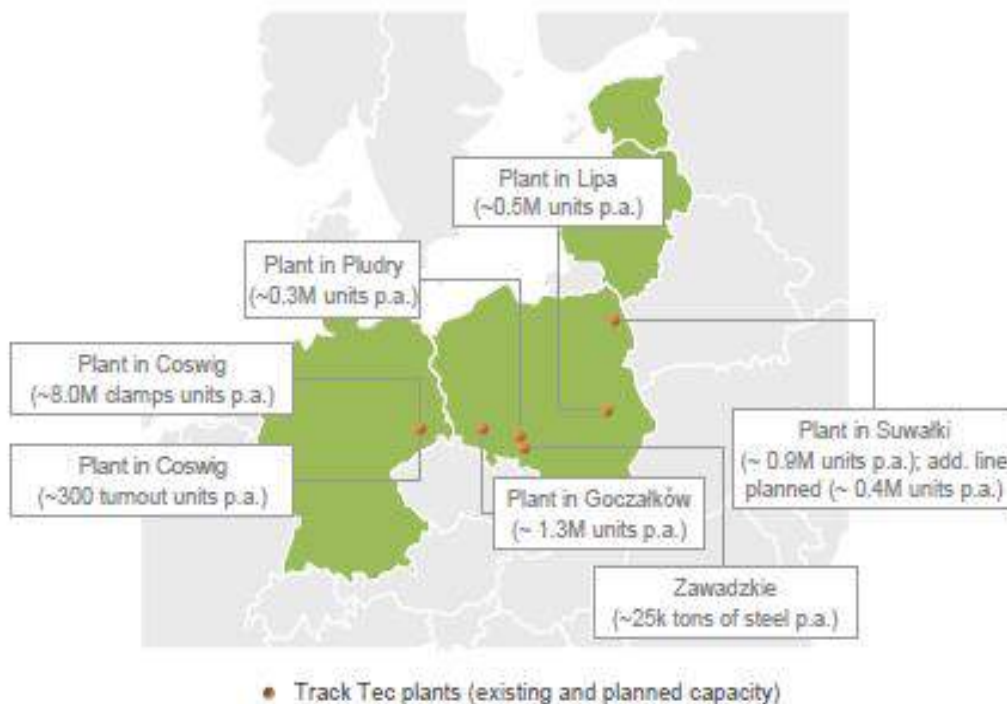 Plant in Lipa
(~0.5M units p.a.)
Plant in Pludry
(~0.3M units p.a.)
Plant in Coswig
(~8.0M clamps units p.a.)
Plant in Coswig
(~300 turnout units p.a.)
Plant in Goczałków
(~ 1.3M units p.a.)
Plant in Suwałki
(~ 0.9M units p.a.); add. line
planned (~ 0.4M units p.a.)
Zawadzkie
(~25k tons of steel p.a.)
Track Tec plants (existing and planned capacity)